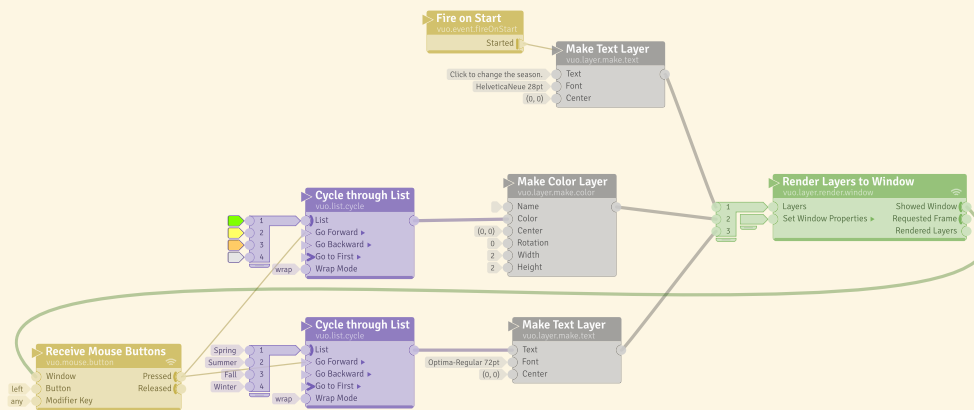 Fire on Start
vuo.event.fireOnStart
Started
Make Text Layer
vuo.layer.make.text
Click to change the season. Text
HelveticaNeue 28pt Font
(0, 0) Center
Cycle through List
vuo.list.cycle
1 List
2 Go Forward ▸
3 Go Backward ▸
4 Go to First ▸
wrap Wrap Mode
Make Color Layer
vuo.layer.make.color
Name
Color
(0, 0) Center
0 Rotation
2 Width
2 Height
Render Layers to Window
vuo.layer.render.window
1 Layers Showed Window
2 Set Window Properties ▸ Requested Frame
3 Rendered Layers
Receive Mouse Buttons
vuo.mouse.button
Window Pressed
left Button Released
any Modifier Key
Cycle through List
vuo.list.cycle
Spring 1 List
Summer 2 Go Forward ▸
Fall 3 Go Backward ▸
Winter 4 Go to First ▸
wrap Wrap Mode
Make Text Layer
vuo.layer.make.text
Text
Optima-Regular 72pt Font
(0, 0) Center